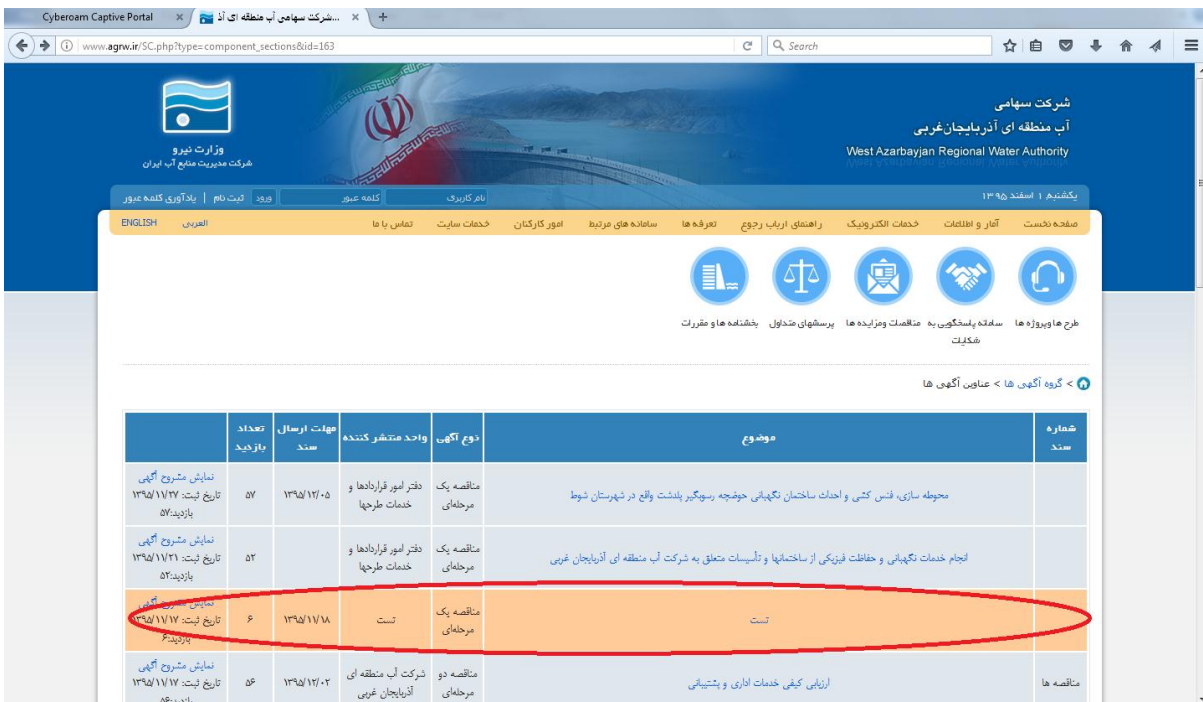 Cyberoam Captive Portal
شرکت سهامی آب منطقه ای آذ...
www.agrw.ir/SC.php?type=component_sections&id=163
Search
وزارت نیرو
شرکت مدیریت منابع آب ایران
شرکت سهامی
آب منطقه ای آذربایجان‌غربی
West Azarbayjan Regional Water Authority
یکشنبه, ۱ اسفند ۱۳۹۵
نام کاربری
کلمه عبور
ورود
ثبت نام | یادآوری کلمه عبور
صفحه نخست
آمار و اطلاعات
خدمات الکترونیک
راهنمای ارباب رجوع
تعرفه ها
سامانه های مرتبط
امور کارکنان
خدمات سایت
تماس با ما
العربی
ENGLISH
طرح هاوپروژه ها
سامانه پاسخگویی به شکایات
مناقصات ومزایده ها
پرسشهای متداول
بخشنامه ها و مقررات
> گروه آگهی ها > عناوین آگهی ها
شماره سند
موضوع
نوع آگهی
واحد منتشر کننده
مهلت ارسال سند
تعداد بازدید
محوطه سازی، فنس کشی و احداث ساختمان نگهبانی حوضچه رسوبگیر پلدشت واقع در شهرستان شوط
مناقصه یک مرحله‌ای
دفتر امور قراردادها و خدمات طرحها
۱۳۹۵/۱۲/۰۵
۵۷
نمایش مشروح آگهی
تاریخ ثبت: ۱۳۹۵/۱۱/۲۷
بازدید:۵۷
انجام خدمات نگهبانی و حفاظت فیزیکی از ساختمانها و تأسیسات متعلق به شرکت آب منطقه ای آذربایجان غربی
مناقصه یک مرحله‌ای
دفتر امور قراردادها و خدمات طرحها
۵۲
نمایش مشروح آگهی
تاریخ ثبت: ۱۳۹۵/۱۱/۲۱
بازدید:۵۲
تست
مناقصه یک مرحله‌ای
تست
۱۳۹۵/۱۱/۱۸
۶
نمایش مشروح آگهی
تاریخ ثبت: ۱۳۹۵/۱۱/۱۷
بازدید:۶
مناقصه ها
ارزیابی کیفی خدمات اداری و پشتیبانی
مناقصه دو مرحله‌ای
شرکت آب منطقه ای آذربایجان غربی
۱۳۹۵/۱۲/۰۲
۵۶
نمایش مشروح آگهی
تاریخ ثبت: ۱۳۹۵/۱۱/۱۷
بازدید:۵۶